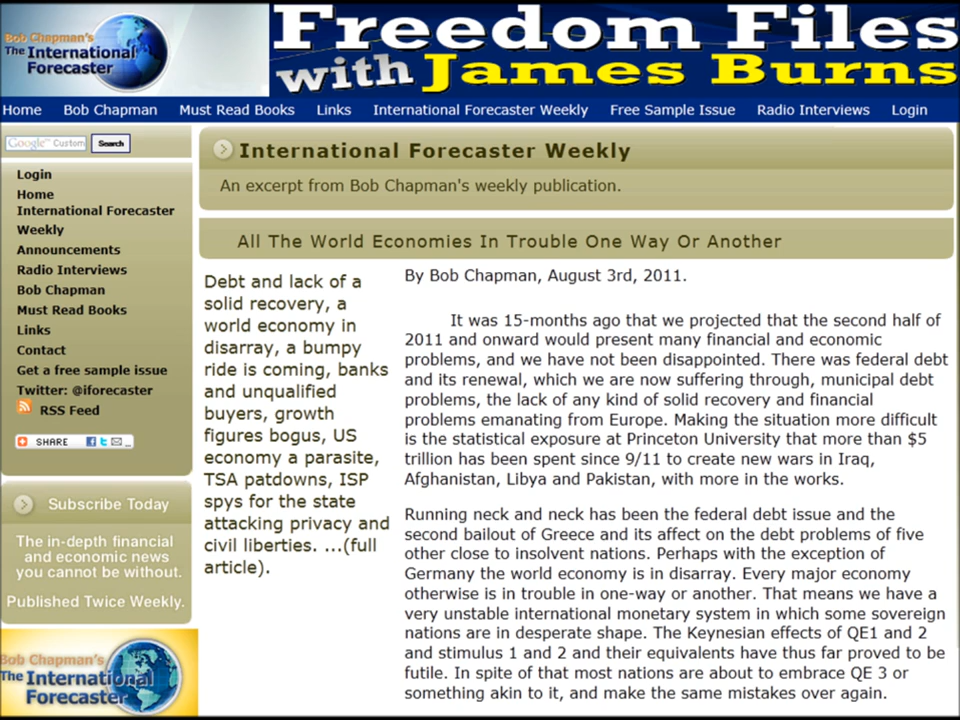 Bob Chapman's
The International
Forecaster
Freedom Files
with James Burns
Home Bob Chapman Must Read Books Links International Forecaster Weekly Free Sample Issue Radio Interviews Login
Google™ Custom Search
Login
Home
International Forecaster
Weekly
Announcements
Radio Interviews
Bob Chapman
Must Read Books
Links
Contact
Get a free sample issue
Twitter: @iforecaster
RSS Feed
SHARE
Subscribe Today
The in-depth financial
and economic news
you cannot be without.
Published Twice Weekly.
Bob Chapman's
The International
Forecaster
International Forecaster Weekly
An excerpt from Bob Chapman's weekly publication.
All The World Economies In Trouble One Way Or Another
Debt and lack of a
solid recovery, a
world economy in
disarray, a bumpy
ride is coming, banks
and unqualified
buyers, growth
figures bogus, US
economy a parasite,
TSA patdowns, ISP
spys for the state
attacking privacy and
civil liberties. ...(full
article).
By Bob Chapman, August 3rd, 2011.
It was 15-months ago that we projected that the second half of
2011 and onward would present many financial and economic
problems, and we have not been disappointed. There was federal debt
and its renewal, which we are now suffering through, municipal debt
problems, the lack of any kind of solid recovery and financial
problems emanating from Europe. Making the situation more difficult
is the statistical exposure at Princeton University that more than $5
trillion has been spent since 9/11 to create new wars in Iraq,
Afghanistan, Libya and Pakistan, with more in the works.
Running neck and neck has been the federal debt issue and the
second bailout of Greece and its affect on the debt problems of five
other close to insolvent nations. Perhaps with the exception of
Germany the world economy is in disarray. Every major economy
otherwise is in trouble in one-way or another. That means we have a
very unstable international monetary system in which some sovereign
nations are in desperate shape. The Keynesian effects of QE1 and 2
and stimulus 1 and 2 and their equivalents have thus far proved to be
futile. In spite of that most nations are about to embrace QE 3 or
something akin to it, and make the same mistakes over again.